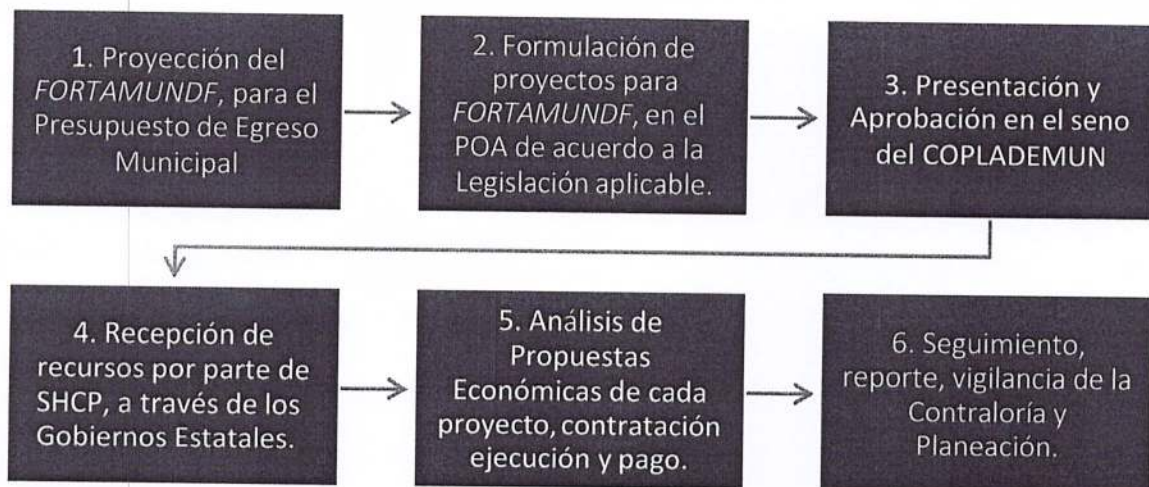 1. Proyección del
FORTAMUNDF, para el
Presupuesto de Egreso
Municipal
2. Formulación de
proyectos para
FORTAMUNDF, en el
POA de acuerdo a la
Legislación aplicable.
3. Presentación y
Aprobación en el seno
del COPLADEMUN
4. Recepción de
recursos por parte de
SHCP, a través de los
Gobiernos Estatales.
5. Análisis de
Propuestas
Económicas de cada
proyecto, contratación
ejecución y pago.
6. Seguimiento,
reporte, vigilancia de la
Contraloría y
Planeación.